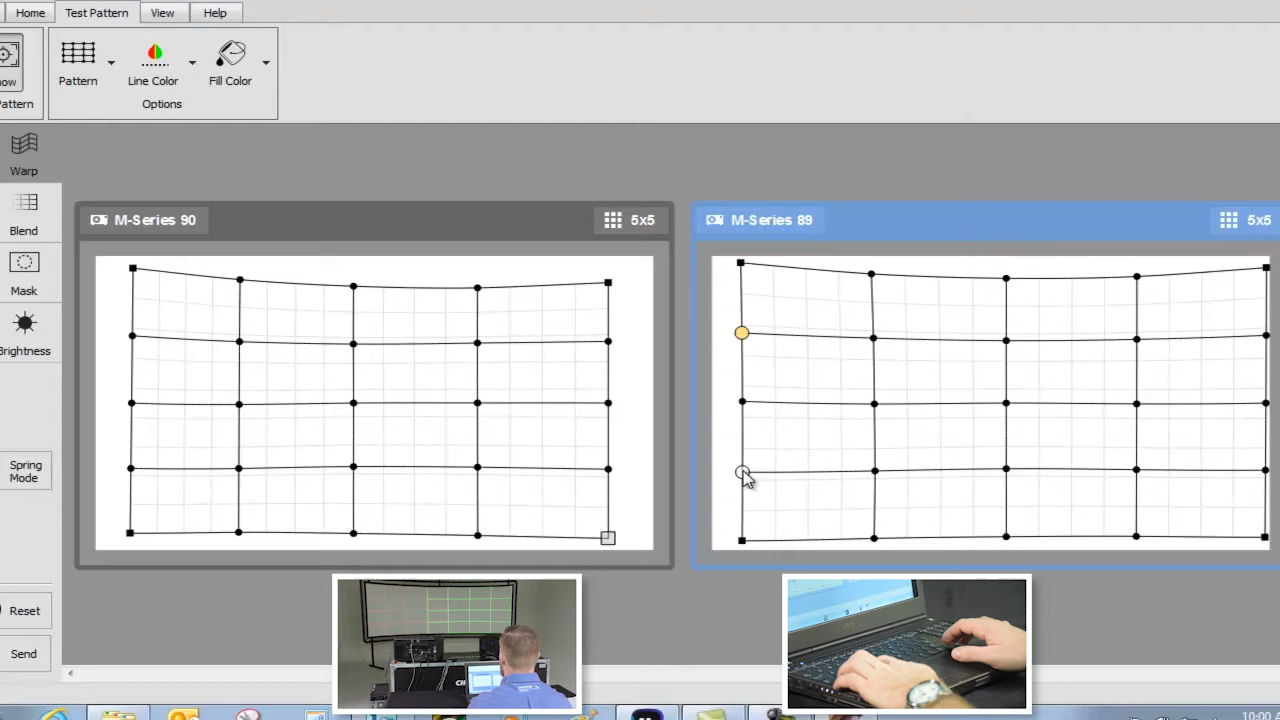 Home Test Pattern View Help
Pattern
Line Color
Fill Color
Pattern
Options
Warp
M-Series 90
5x5
M-Series 89
5x5
Blend
Mask
Brightness
Spring
Mode
Reset
Send